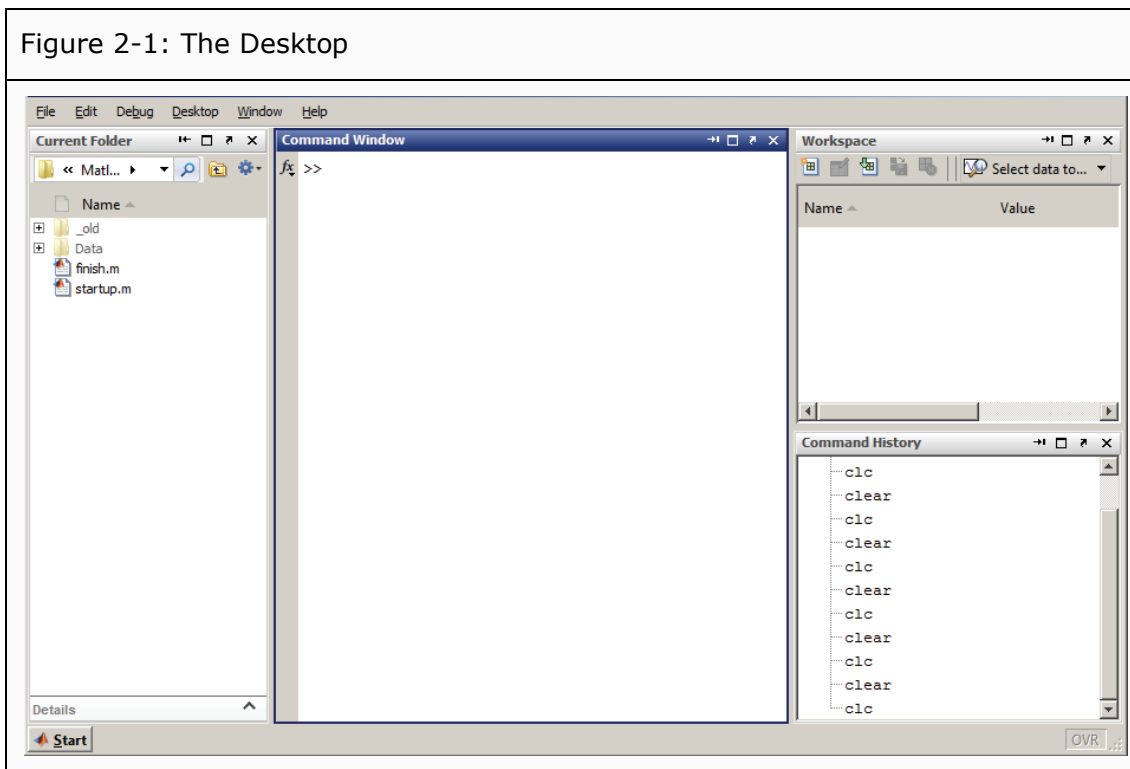 Figure 2-1: The Desktop
File Edit Debug Desktop Window Help
Current Folder
« Matl...
Name
_old
Data
finish.m
startup.m
Details
Command Window
fx >>
Workspace
Select data to...
Name Value
Command History
clc
clear
clc
clear
clc
clear
clc
clear
clc
clear
clc
Start
OVR